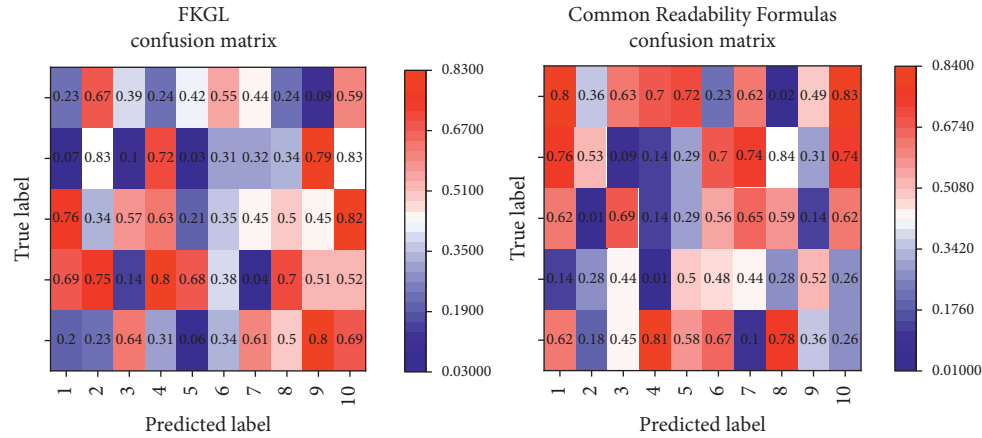 FKGL
confusion matrix
0.23 0.67 0.39 0.24 0.42 0.55 0.44 0.24 0.09 0.59
0.07 0.83 0.1 0.72 0.03 0.31 0.32 0.34 0.79 0.83
0.76 0.34 0.57 0.63 0.21 0.35 0.45 0.5 0.45 0.82
0.69 0.75 0.14 0.8 0.68 0.38 0.04 0.7 0.51 0.52
0.2 0.23 0.64 0.31 0.06 0.34 0.61 0.5 0.8 0.69
1 2 3 4 5 6 7 8 9 10
Predicted label
True label
0.8300
0.6700
0.5100
0.3500
0.1900
0.03000
Common Readability Formulas
confusion matrix
0.8 0.36 0.63 0.7 0.72 0.23 0.62 0.02 0.49 0.83
0.76 0.53 0.09 0.14 0.29 0.7 0.74 0.84 0.31 0.74
0.62 0.01 0.69 0.14 0.29 0.56 0.65 0.59 0.14 0.62
0.14 0.28 0.44 0.01 0.5 0.48 0.44 0.28 0.52 0.26
0.62 0.18 0.45 0.81 0.58 0.67 0.1 0.78 0.36 0.26
1 2 3 4 5 6 7 8 9 10
Predicted label
True label
0.8400
0.6740
0.5080
0.3420
0.1760
0.01000